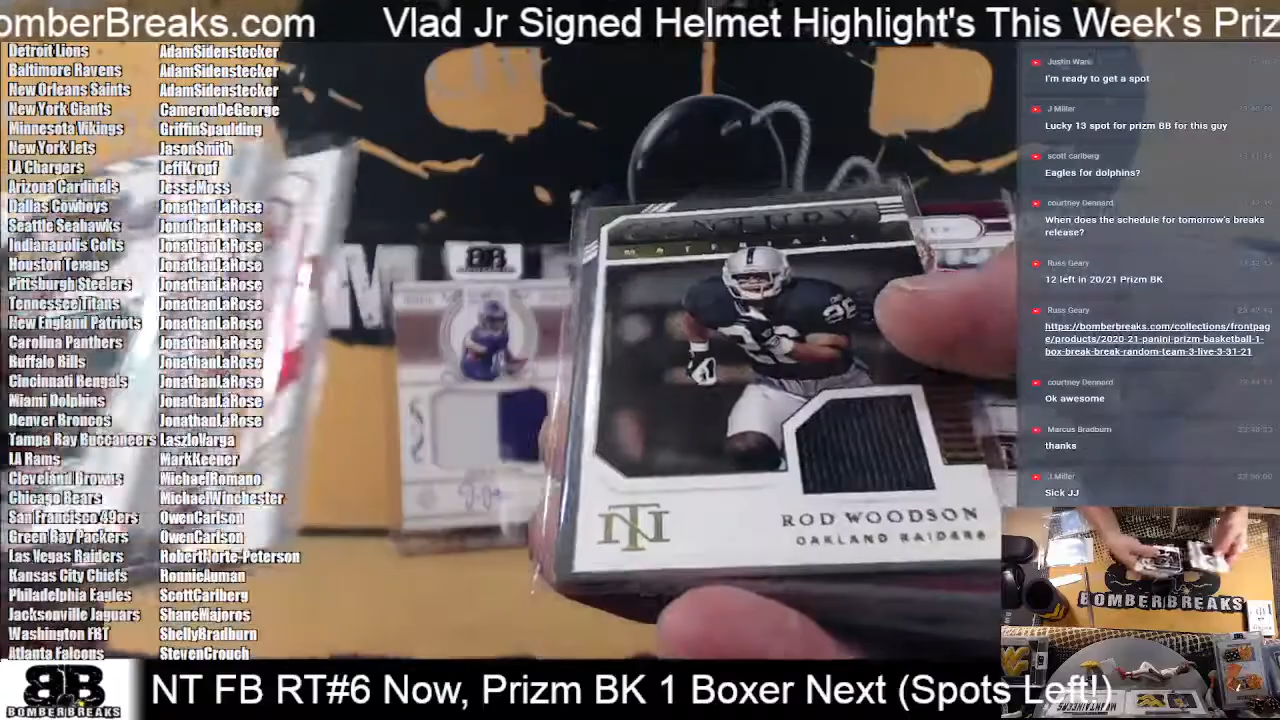 omberBreaks.com Vlad Jr Signed Helmet Highlight's This Week's Priz
Detroit Lions AdamSidenstecker
Baltimore Ravens AdamSidenstecker
New Orleans Saints AdamSidenstecker
New York Giants CameronDeGeorge
Minnesota Vikings GriffinSpaulding
New York Jets JasonSmith
LA Chargers JeffKropf
Arizona Cardinals JesseMoss
Dallas Cowboys JonathanLaRose
Seattle Seahawks JonathanLaRose
Indianapolis Colts JonathanLaRose
Houston Texans JonathanLaRose
Pittsburgh Steelers JonathanLaRose
Tennessee Titans JonathanLaRose
New England Patriots JonathanLaRose
Carolina Panthers JonathanLaRose
Buffalo Bills JonathanLaRose
Cincinnati Bengals JonathanLaRose
Miami Dolphins JonathanLaRose
Denver Broncos JonathanLaRose
Tampa Bay Buccaneers LaszloVarga
LA Rams MarkKeener
Cleveland Browns MichaelRomano
Chicago Bears MichaelWinchester
San Francisco 49ers OwenCarlson
Green Bay Packers OwenCarlson
Las Vegas Raiders RobertNorte-Peterson
Kansas City Chiefs RonnieAuman
Philadelphia Eagles ScottCarlberg
Jacksonville Jaguars ShaneMajoros
Washington FBT ShellyBradburn
Atlanta Falcons StevenCrouch
CENTURY
MATERIALS
NT
ROD WOODSON
OAKLAND RAIDERS
Justin Wani
I'm ready to get a spot
J Miller
Lucky 13 spot for prizm BB for this guy
scott carlberg
Eagles for dolphins?
courtney Dennard
When does the schedule for tomorrow's breaks
release?
Russ Geary
12 left in 20/21 Prizm BK
Russ Geary
https://bomberbreaks.com/collections/frontpag
e/products/2020-21-panini-prizm-basketball-1-
box-break-break-random-team-3-live-3-31-21
courtney Dennard
Ok awesome
Marcus Bradburn
thanks
J Miller
Sick JJ
BOMBERBREAKS
BB
BOMBERBREAKS
NT FB RT#6 Now, Prizm BK 1 Boxer Next (Spots Left!)